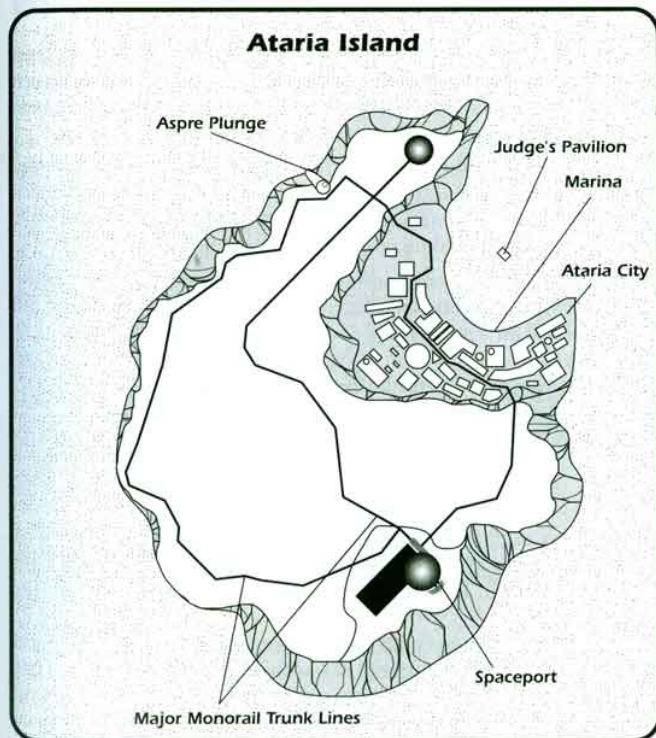 Ataria Island
Aspre Plunge
Judge's Pavilion
Marina
Ataria City
Spaceport
Major Monorail Trunk Lines